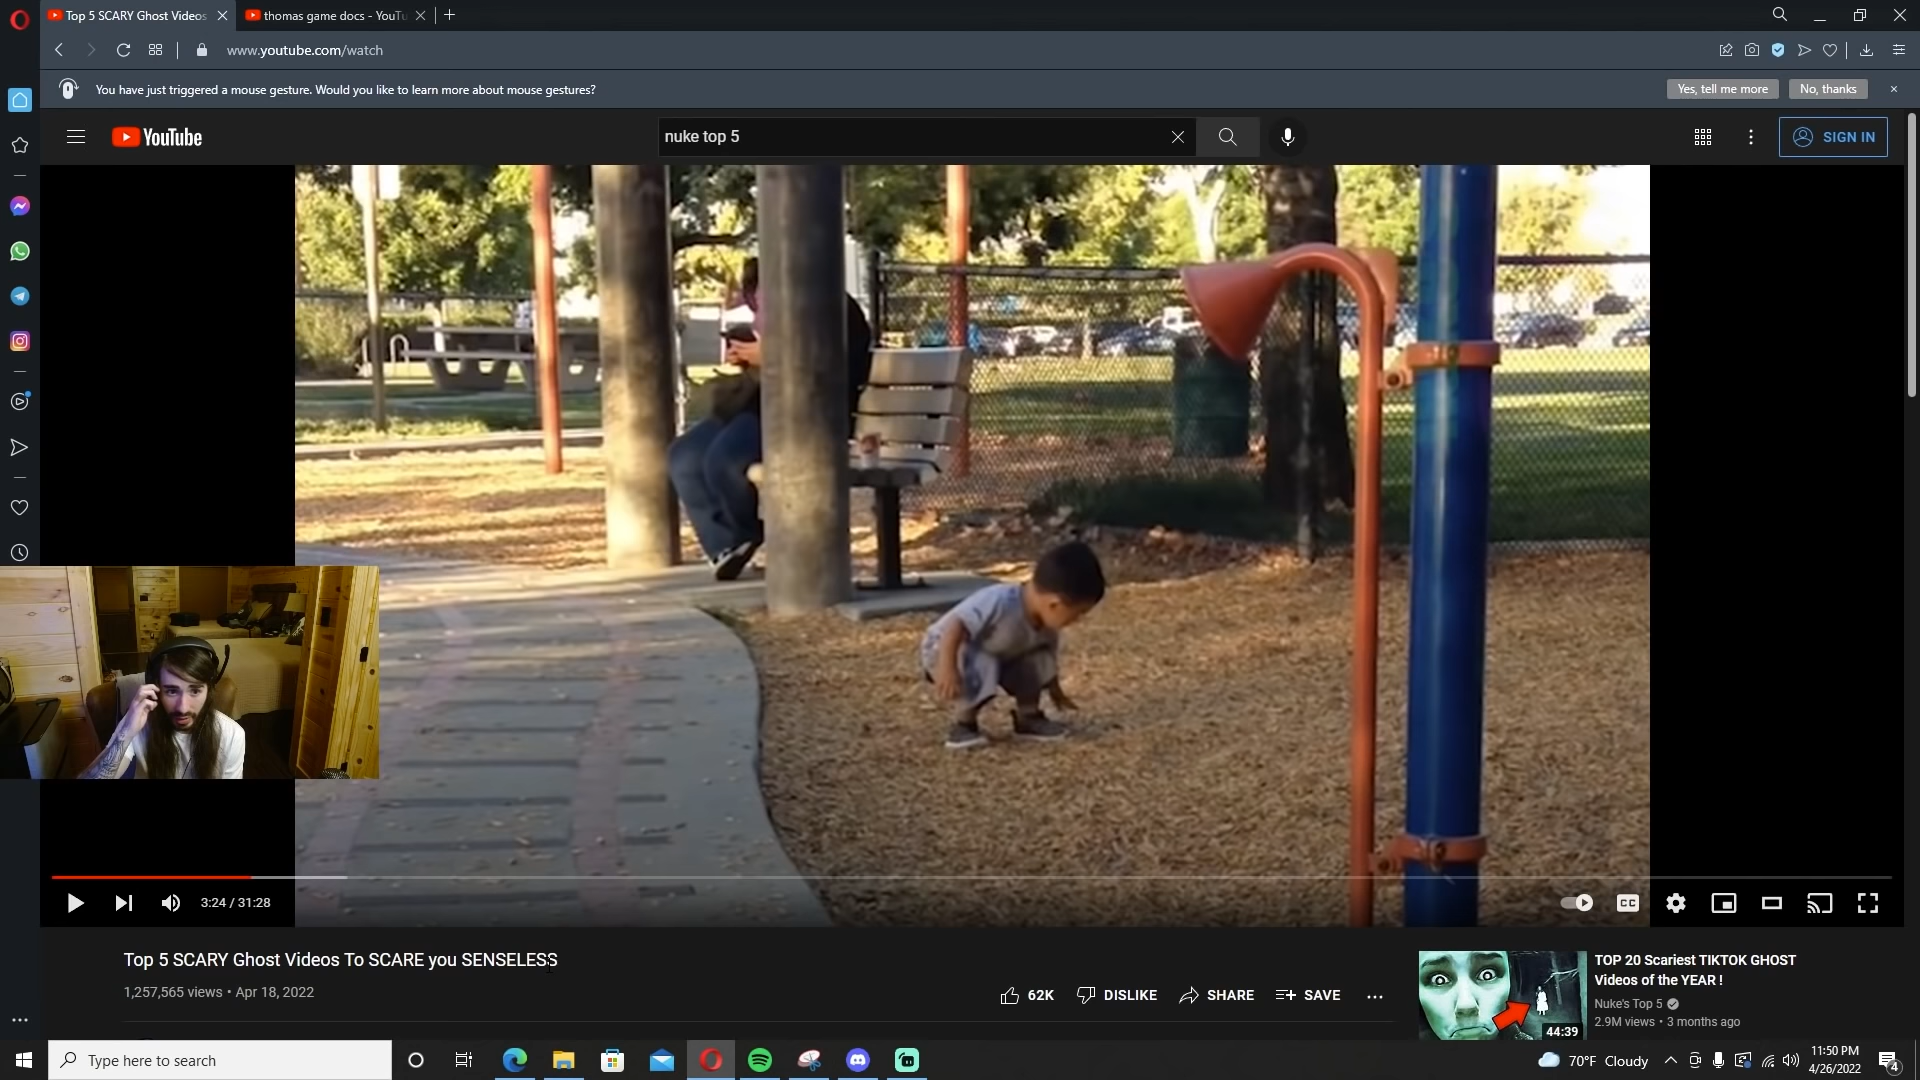 Top 5 SCARY Ghost Videos
thomas game docs - YouTu
www.youtube.com/watch
You have just triggered a mouse gesture. Would you like to learn more about mouse gestures?
Yes, tell me more
No, thanks
YouTube
nuke top 5
SIGN IN
3:24 / 31:28
CC
Top 5 SCARY Ghost Videos To SCARE you SENSELESS
1,257,565 views • Apr 18, 2022
62K
DISLIKE
SHARE
SAVE
44:39
TOP 20 Scariest TIKTOK GHOST
Videos of the YEAR !
Nuke's Top 5
2.9M views • 3 months ago
Type here to search
70°F Cloudy
11:50 PM
4/26/2022
4